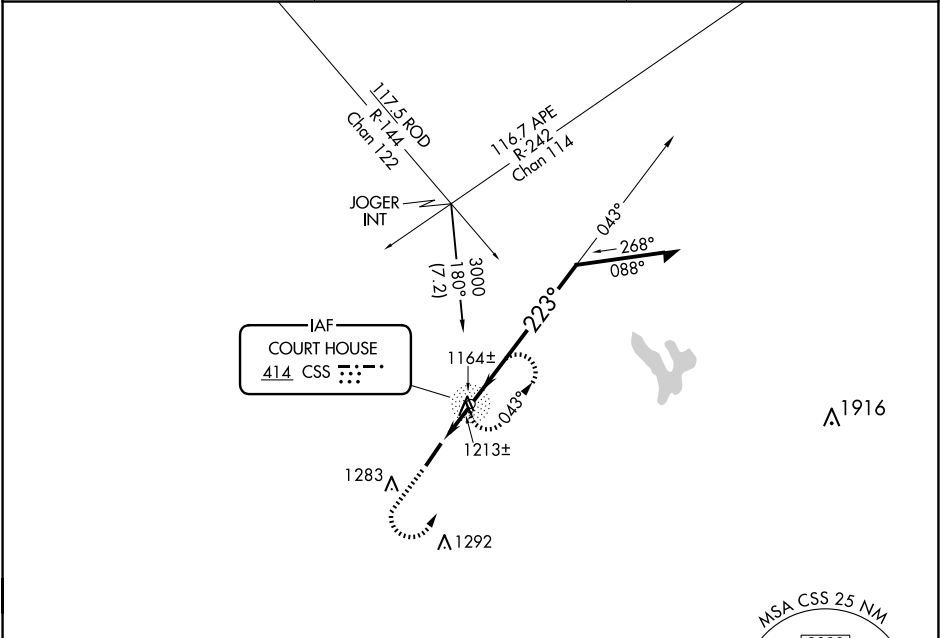 117.5 ROD
R-144
Chan 122
116.7 APE
R-242
Chan 114
JOGER
INT
3000
180°
(7.2)
043°
268°
088°
223°
IAF
COURT HOUSE
414 CSS
1164±
043°
1213±
1916
1283
1292
MSA CSS 25 NM